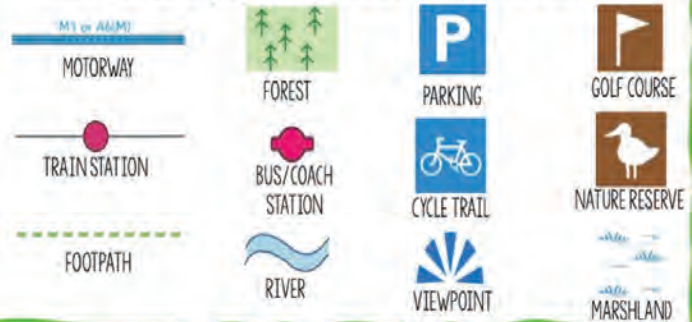 M1 or A6(M)
MOTORWAY
FOREST
P
PARKING
GOLF COURSE
TRAIN STATION
BUS/COACH
STATION
CYCLE TRAIL
NATURE RESERVE
FOOTPATH
RIVER
VIEWPOINT
MARSHLAND